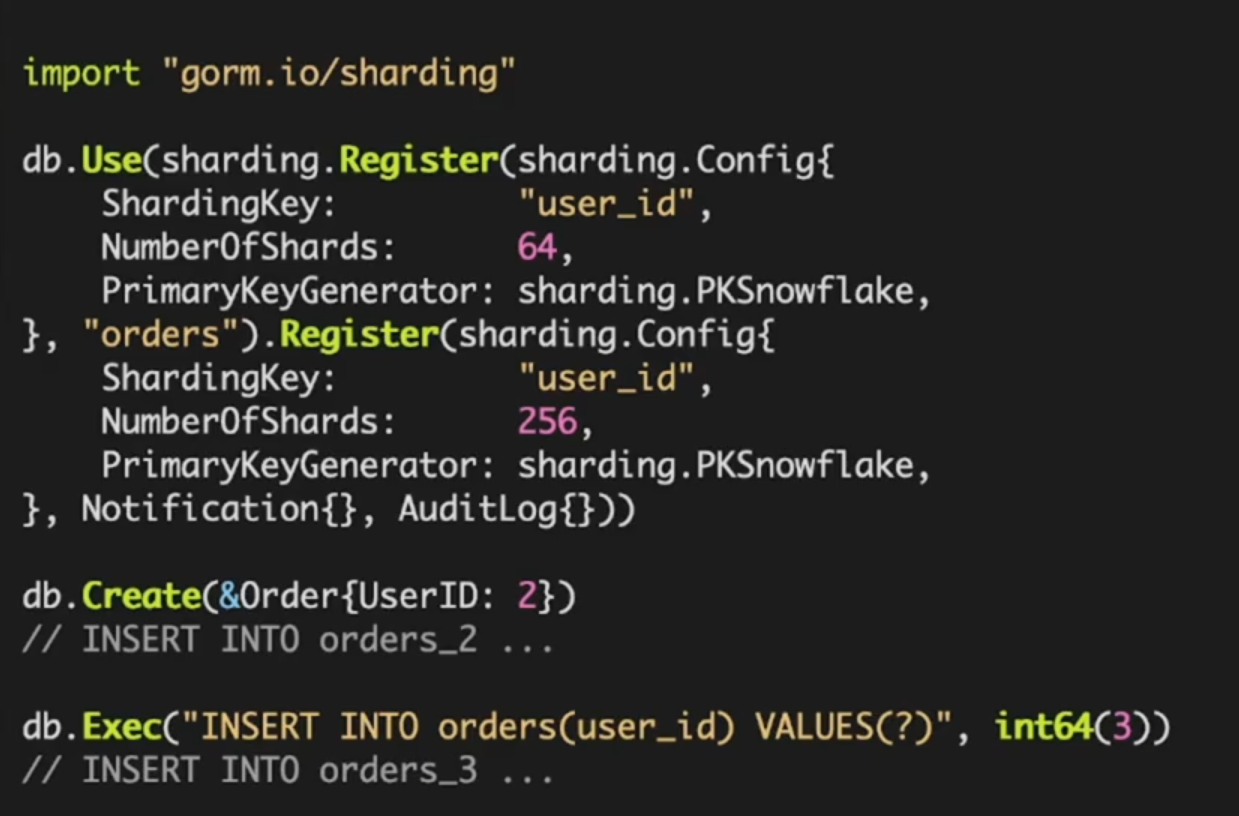 import "gorm.io/sharding"
db.Use(sharding.Register(sharding.Config{
    ShardingKey:         "user_id",
    NumberOfShards:      64,
    PrimaryKeyGenerator: sharding.PKSnowflake,
}, "orders").Register(sharding.Config{
    ShardingKey:         "user_id",
    NumberOfShards:      256,
    PrimaryKeyGenerator: sharding.PKSnowflake,
}, Notification{}, AuditLog{}))
db.Create(&Order{UserID: 2})
// INSERT INTO orders_2 ...
db.Exec("INSERT INTO orders(user_id) VALUES(?)", int64(3))
// INSERT INTO orders_3 ...